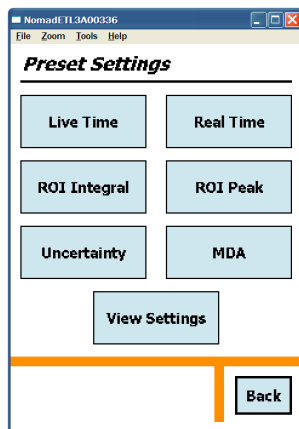 NomadETL3A00336
File Zoom Tools Help
Preset Settings
Live Time Real Time
ROI Integral ROI Peak
Uncertainty MDA
View Settings
Back